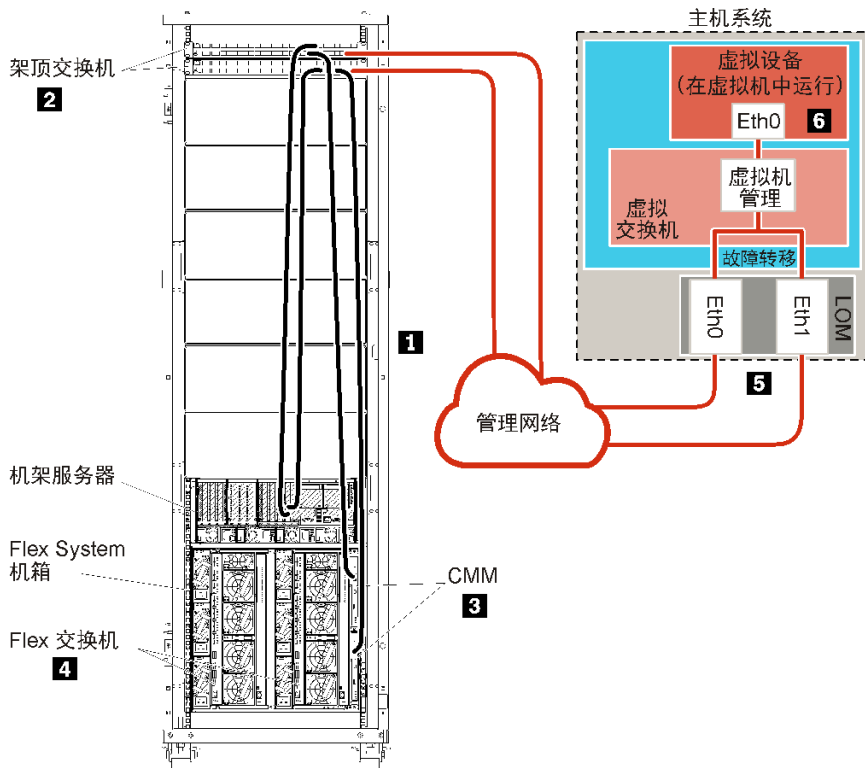 架顶交换机
2
1
机架服务器
Flex System
机箱
Flex 交换机
4
CMM
3
管理网络
主机系统
虚拟设备
(在虚拟机中运行)
Eth0
6
虚拟机
管理
虚拟
交换机
故障转移
Eth0
Eth1
LOM
5